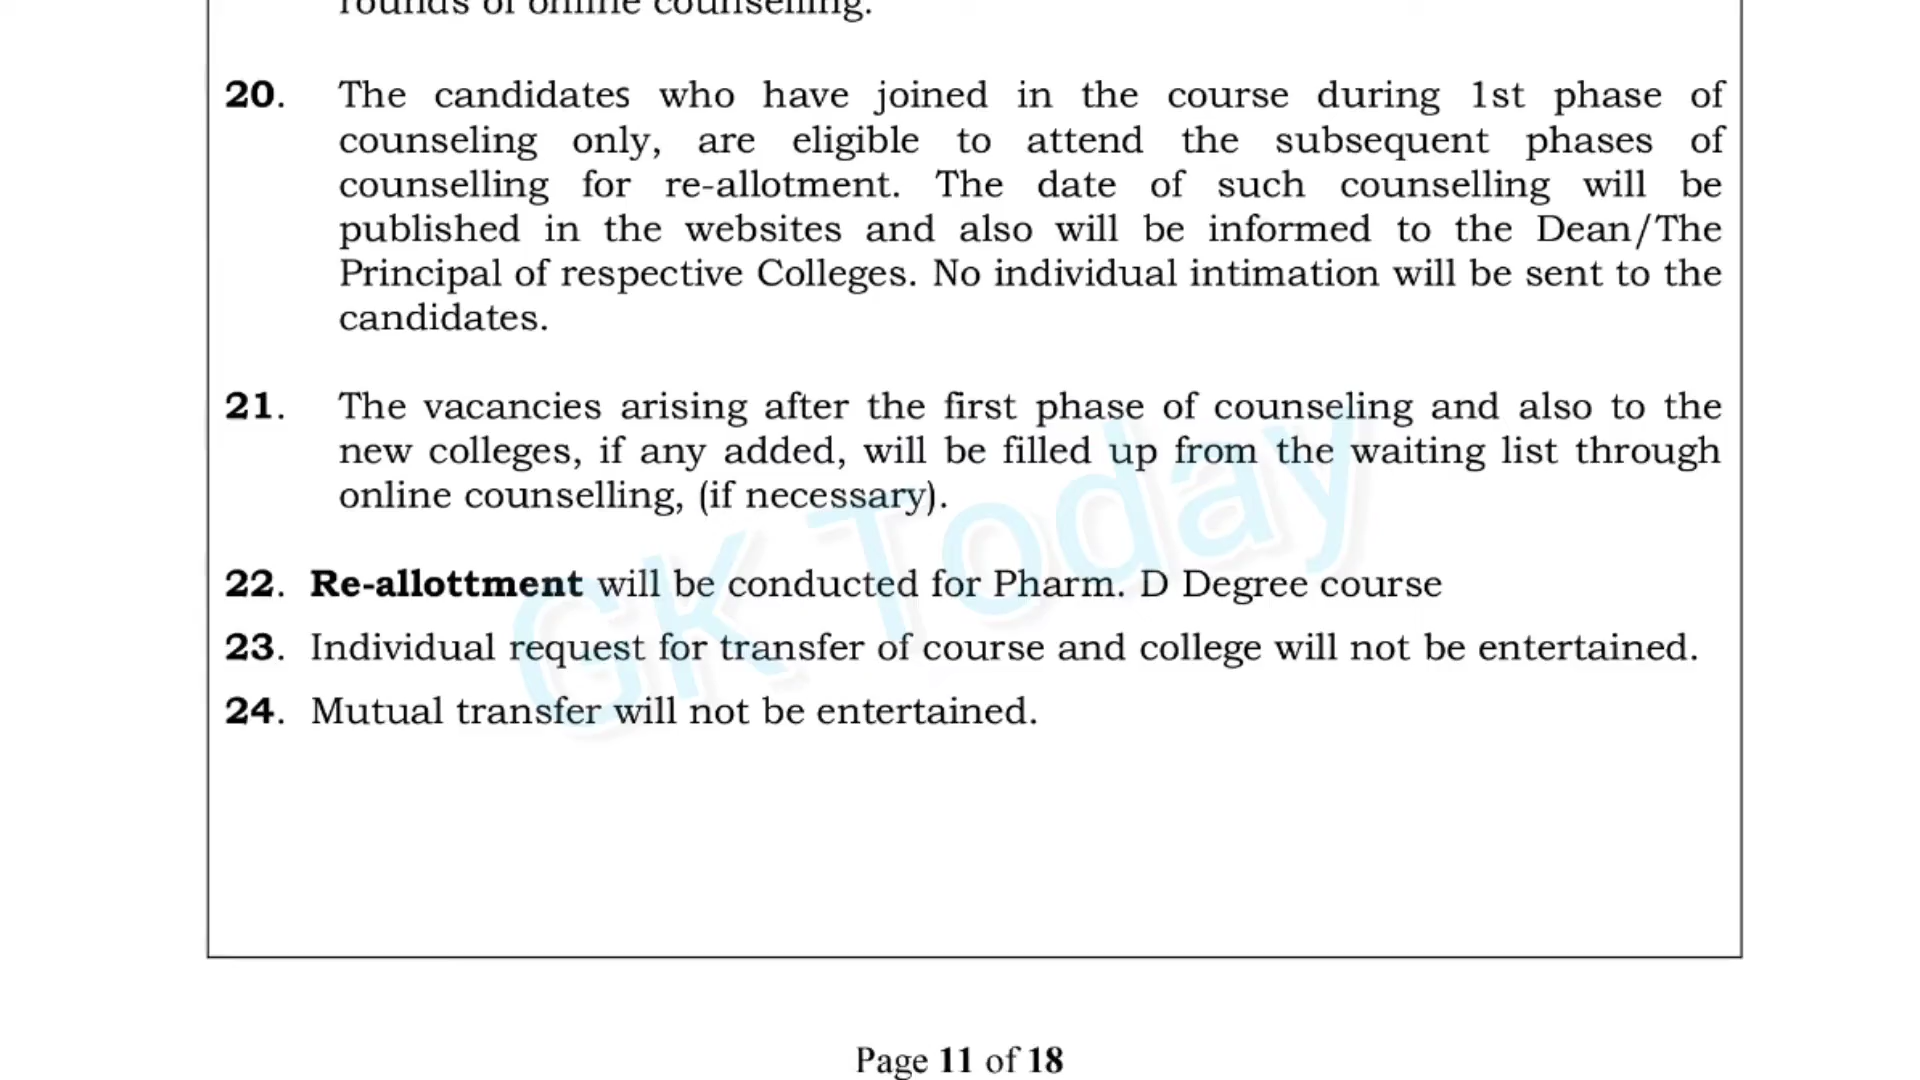 rounds of online counselling.
20. The candidates who have joined in the course during 1st phase of
counseling only, are eligible to attend the subsequent phases of
counselling for re-allotment. The date of such counselling will be
published in the websites and also will be informed to the Dean/The
Principal of respective Colleges. No individual intimation will be sent to the
candidates.
21. The vacancies arising after the first phase of counseling and also to the
new colleges, if any added, will be filled up from the waiting list through
online counselling, (if necessary).
22. Re-allottment will be conducted for Pharm. D Degree course
23. Individual request for transfer of course and college will not be entertained.
24. Mutual transfer will not be entertained.
GK Today
Page 11 of 18